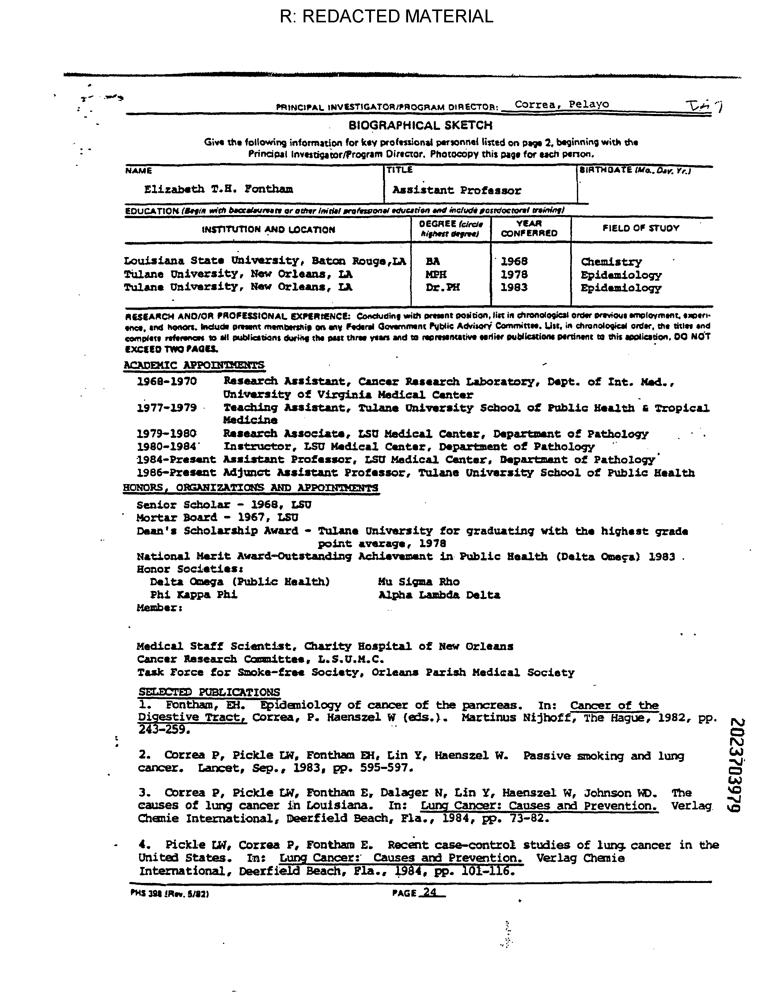 R: REDACTED MATERIAL
PRINCIPAL INVESTIGATOR/PROGRAM DIRECTOR: Correa, Pelayo
BIOGRAPHICAL SKETCH
Give the following information for key professional personnel listed on page 2, beginning with the
Principal Investigator/Program Director. Photocopy this page for each person.
NAME TITLE BIRTHDATE (Mo., Day, Yr.)
Elizabeth T.H. Fontham Assistant Professor
EDUCATION (Begin with baccalaureate or other initial professional education and include postdoctoral training)
INSTITUTION AND LOCATION DEGREE (circle highest degree) YEAR CONFERRED FIELD OF STUDY
Louisiana State University, Baton Rouge,LA BA 1968 Chemistry
Tulane University, New Orleans, LA MPH 1978 Epidemiology
Tulane University, New Orleans, LA Dr.PH 1983 Epidemiology
RESEARCH AND/OR PROFESSIONAL EXPERIENCE: Concluding with present position, list in chronological order previous employment, experi-
ence, and honors. Include present membership on any Federal Government Public Advisory Committee. List, in chronological order, the titles and
complete references to all publications during the past three years and to representative earlier publications pertinent to this application. DO NOT
EXCEED TWO PAGES.
ACADEMIC APPOINTMENTS
1968-1970 Research Assistant, Cancer Research Laboratory, Dept. of Int. Med.,
University of Virginia Medical Center
1977-1979 Teaching Assistant, Tulane University School of Public Health & Tropical
Medicine
1979-1980 Research Associate, LSU Medical Center, Department of Pathology
1980-1984 Instructor, LSU Medical Center, Department of Pathology
1984-Present Assistant Professor, LSU Medical Center, Department of Pathology
1986-Present Adjunct Assistant Professor, Tulane University School of Public Health
HONORS, ORGANIZATIONS AND APPOINTMENTS
Senior Scholar - 1968, LSU
Mortar Board - 1967, LSU
Dean's Scholarship Award - Tulane University for graduating with the highest grade
point average, 1978
National Merit Award-Outstanding Achievement in Public Health (Delta Omega) 1983
Honor Societies:
Delta Omega (Public Health) Mu Sigma Rho
Phi Kappa Phi Alpha Lambda Delta
Member:
Medical Staff Scientist, Charity Hospital of New Orleans
Cancer Research Committee, L.S.U.M.C.
Task Force for Smoke-free Society, Orleans Parish Medical Society
SELECTED PUBLICATIONS
1. Fontham, EH. Epidemiology of cancer of the pancreas. In: Cancer of the
Digestive Tract, Correa, P. Haenszel W (eds.). Martinus Nijhoff, The Hague, 1982, pp.
243-259.
2. Correa P, Pickle LW, Fontham EH, Lin Y, Haenszel W. Passive smoking and lung
cancer. Lancet, Sep., 1983, pp. 595-597.
3. Correa P, Pickle LW, Fontham E, Dalager N, Lin Y, Haenszel W, Johnson WD. The
causes of lung cancer in Louisiana. In: Lung Cancer: Causes and Prevention. Verlag
Chemie International, Deerfield Beach, Fla., 1984, pp. 73-82.
4. Pickle LW, Correa P, Fontham E. Recent case-control studies of lung cancer in the
United States. In: Lung Cancer: Causes and Prevention. Verlag Chemie
International, Deerfield Beach, Fla., 1984, pp. 101-116.
PHS 398 (Rev. 5/82) PAGE 24
2023703979